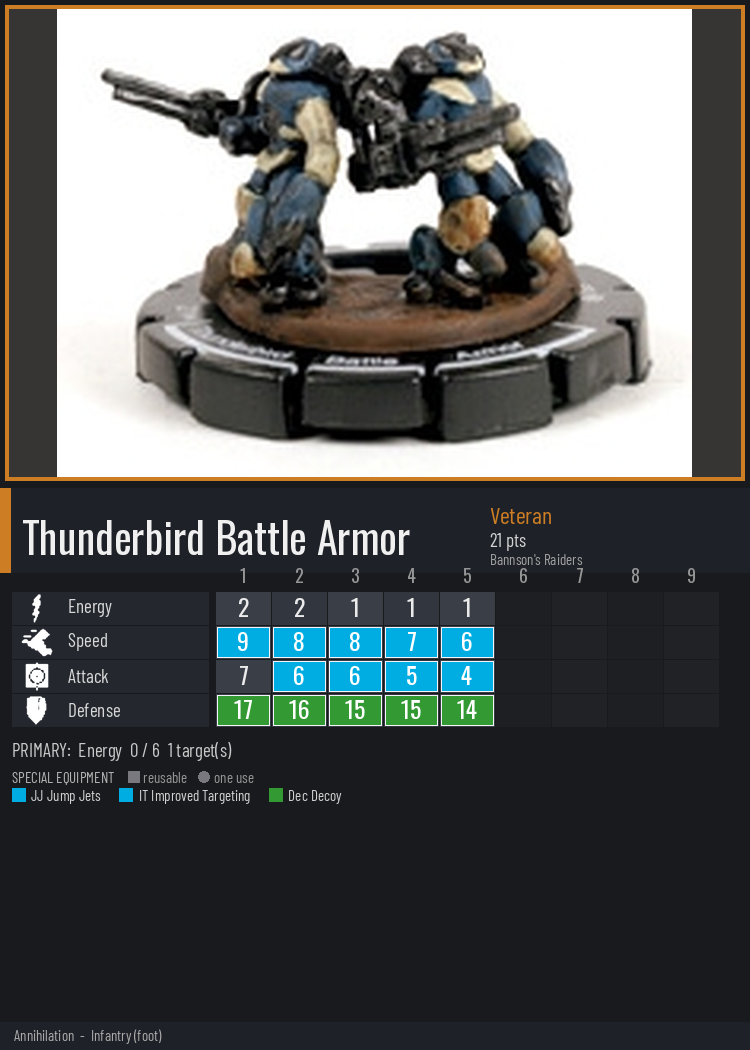 Battle
Thunderbird Battle Armor
Veteran
21 pts
Bannson's Raiders
1 2 3 4 5 6 7 8 9
Energy 2 2 1 1 1
Speed 9 8 8 7 6
Attack 7 6 6 5 4
Defense 17 16 15 15 14
PRIMARY: Energy 0 / 6 1 target(s)
SPECIAL EQUIPMENT reusable one use
JJ Jump Jets IT Improved Targeting Dec Decoy
Annihilation - Infantry (foot)